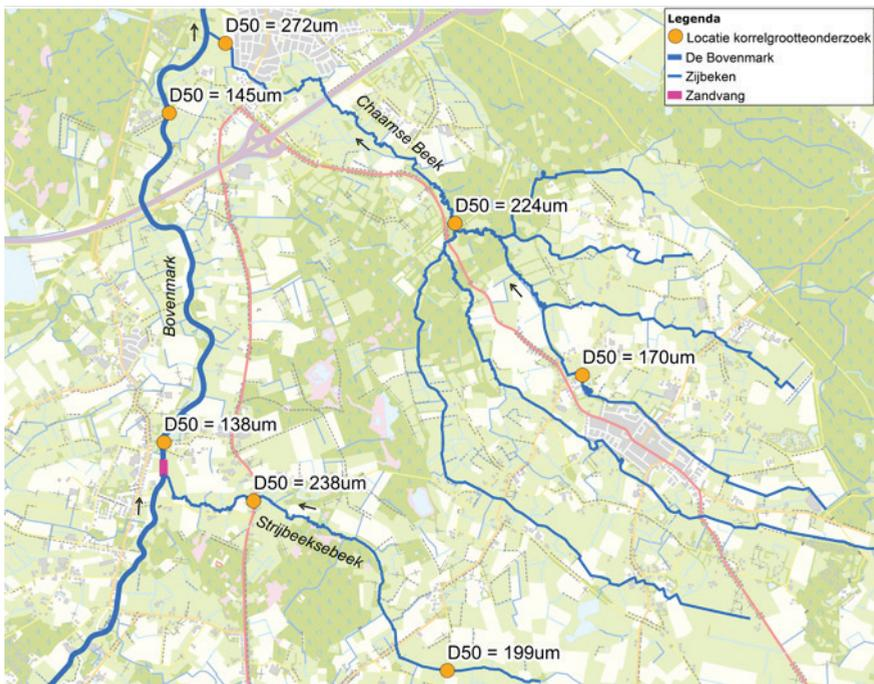 D50 = 272um
Legenda
Locatie korrelgrootteonderzoek
De Bovenmark
Zijbeken
Zandvang
D50 = 145um
Chaamse Beek
D50 = 224um
Bovenmark
D50 = 170um
D50 = 138um
D50 = 238um
Strijbeeksebeek
D50 = 199um